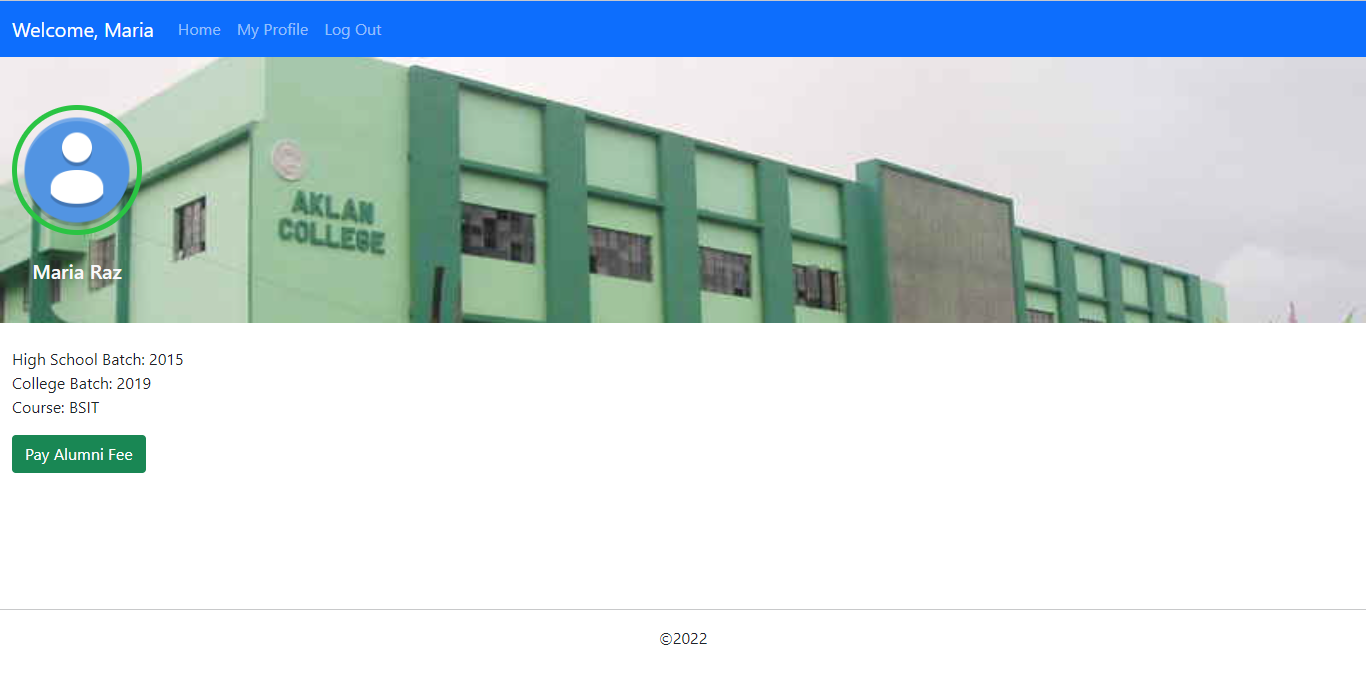 Welcome, Maria Home My Profile Log Out
AKLAN
COLLEGE
Maria Raz
High School Batch: 2015
College Batch: 2019
Course: BSIT
Pay Alumni Fee
©2022